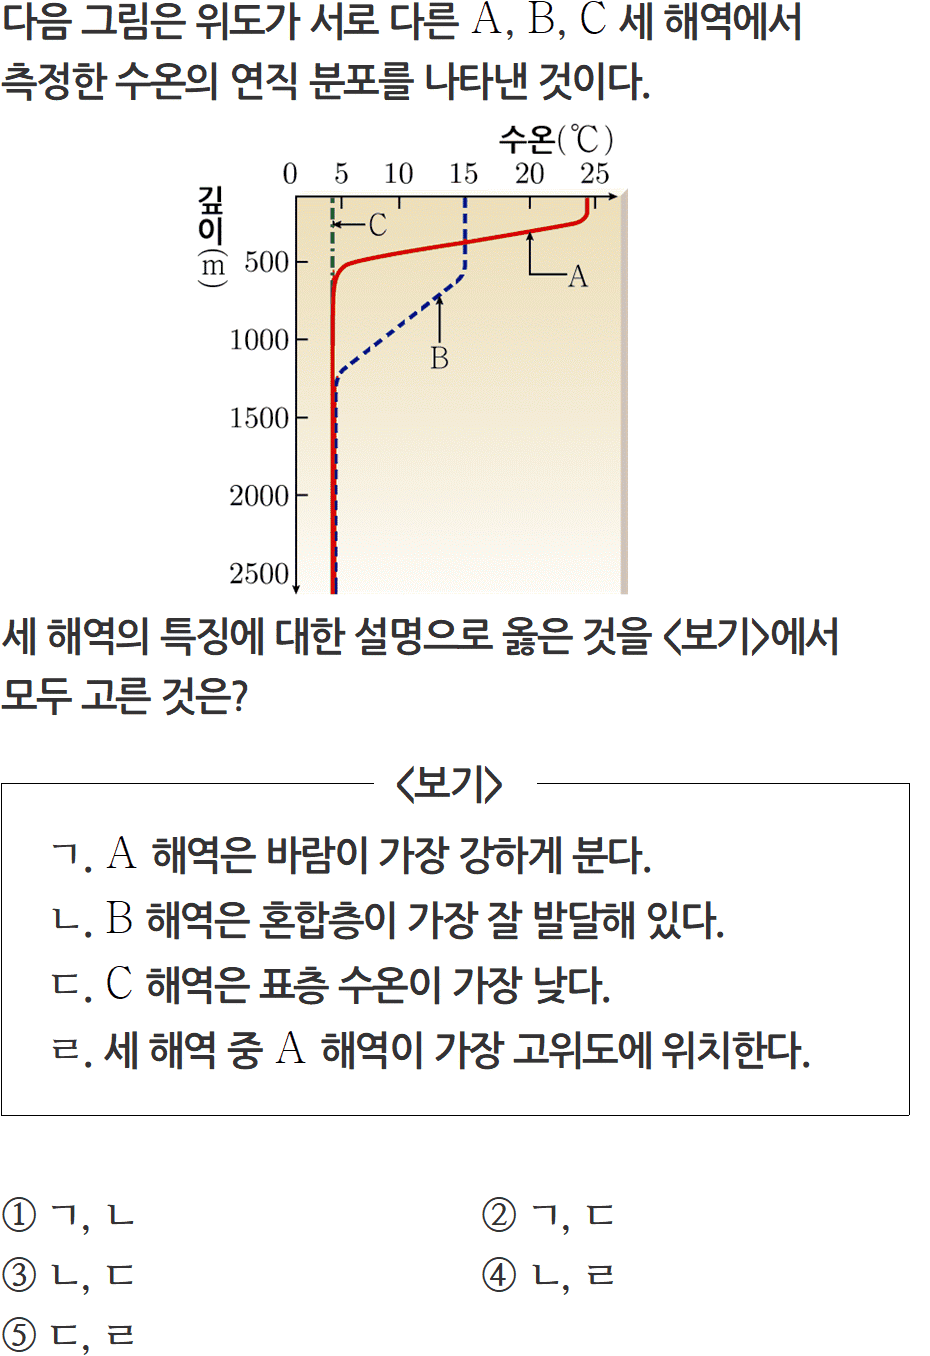 다음 그림은 위도가 서로 다른 A, B, C 세 해역에서
측정한 수온의 연직 분포를 나타낸 것이다.
수온(℃)
0 5 10 15 20 25
깊이(m)
C
500
A
1000
B
1500
2000
2500
세 해역의 특징에 대한 설명으로 옳은 것을 <보기>에서
모두 고른 것은?
<보기>
ㄱ. A 해역은 바람이 가장 강하게 분다.
ㄴ. B 해역은 혼합층이 가장 잘 발달해 있다.
ㄷ. C 해역은 표층 수온이 가장 낮다.
ㄹ. 세 해역 중 A 해역이 가장 고위도에 위치한다.
① ㄱ, ㄴ ② ㄱ, ㄷ
③ ㄴ, ㄷ ④ ㄴ, ㄹ
⑤ ㄷ, ㄹ